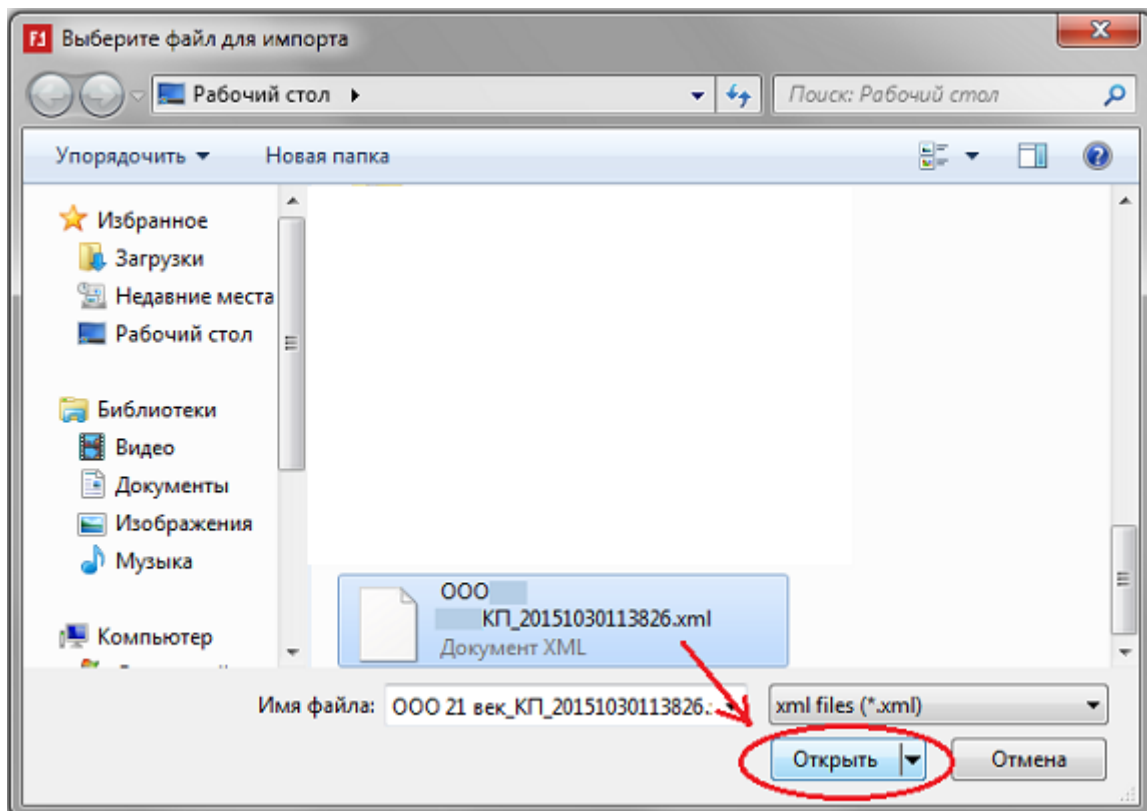 F1 Выберите файл для импорта
Рабочий стол
Поиск: Рабочий стол
Упорядочить
Новая папка
Избранное
Загрузки
Недавние места
Рабочий стол
Библиотеки
Видео
Документы
Изображения
Музыка
Компьютер
ООО
КП_20151030113826.xml
Документ XML
Имя файла: ООО 21 век_КП_20151030113826.
xml files (*.xml)
Открыть
Отмена